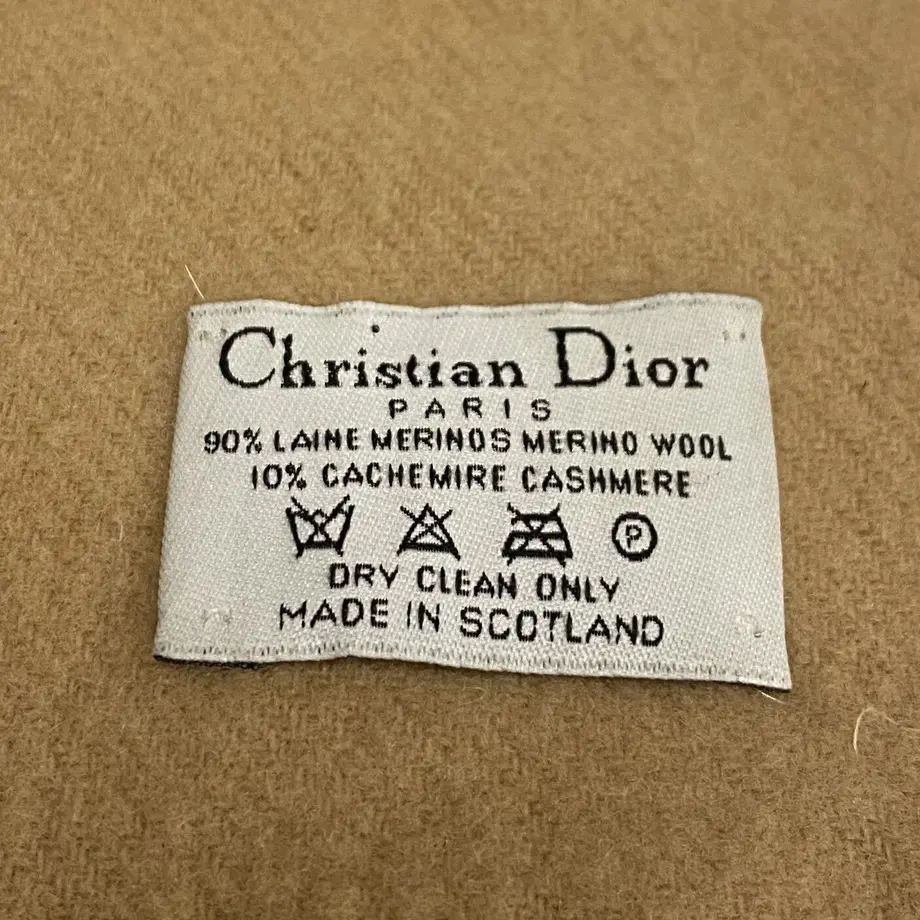 Christian Dior
PARIS
90% LAINE MERINOS MERINO WOOL
10% CACHEMIRE CASHMERE
P
DRY CLEAN ONLY
MADE IN SCOTLAND